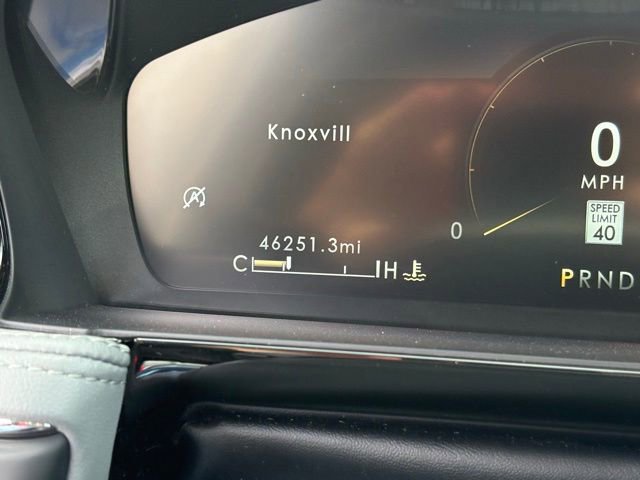 Knoxvill
A
0
MPH
SPEED
LIMIT
40
0
46251.3mi
C H
PRND